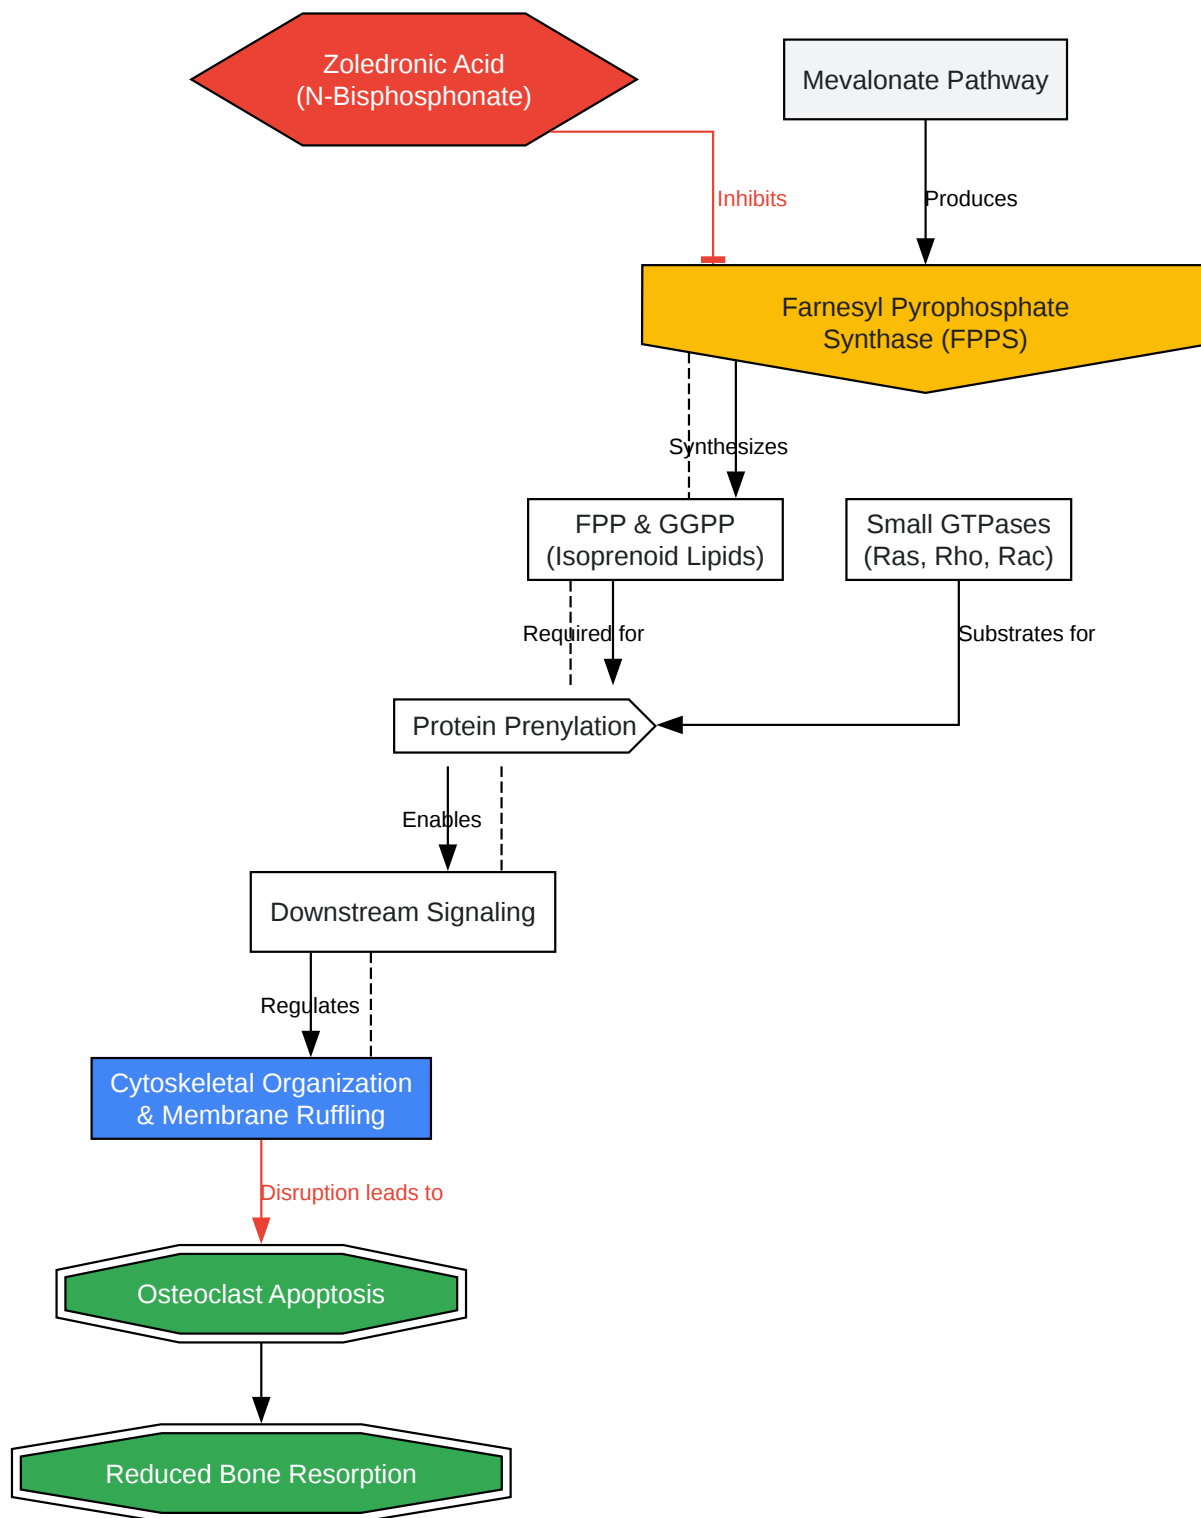 Zoledronic Acid
(N-Bisphosphonate)
Mevalonate Pathway
Inhibits
Produces
Farnesyl Pyrophosphate
Synthase (FPPS)
Synthesizes
FPP & GGPP
(Isoprenoid Lipids)
Small GTPases
(Ras, Rho, Rac)
Required for
Substrates for
Protein Prenylation
Enables
Downstream Signaling
Regulates
Cytoskeletal Organization
& Membrane Ruffling
Disruption leads to
Osteoclast Apoptosis
Reduced Bone Resorption